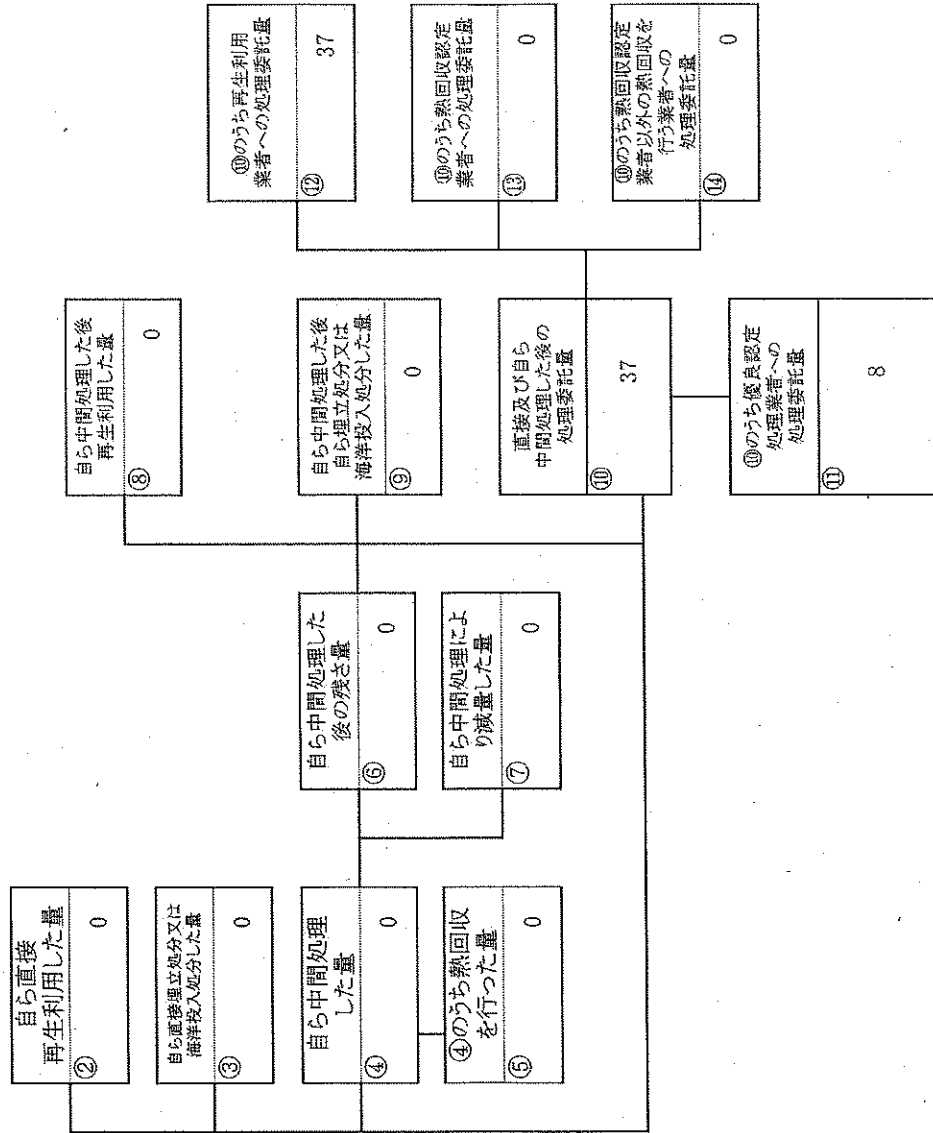 自ら直接
再生利用した量
②
0
自ら直接埋立処分又は
海洋投入処分した量
③
0
自ら中間処理
した量
④
0
④のうち熱回収
を行った量
⑤
0
自ら中間処理した
後の残さ量
⑥
0
自ら中間処理によ
り減量した量
⑦
0
自ら中間処理した後
再生利用した量
⑧
0
自ら中間処理した後
自ら埋立処分又は
海洋投入処分した量
⑨
0
直接及び自ら
中間処理した後の
処理委託量
⑩
37
⑩のうち優良認定
処理業者への
処理委託量
⑪
8
⑩のうち再生利用
業者への処理委託量
⑫
37
⑩のうち熱回収認定
業者への処理委託量
⑬
0
⑩のうち熱回収認定
業者以外の熱回収を
行う業者への
処理委託量
⑭
0